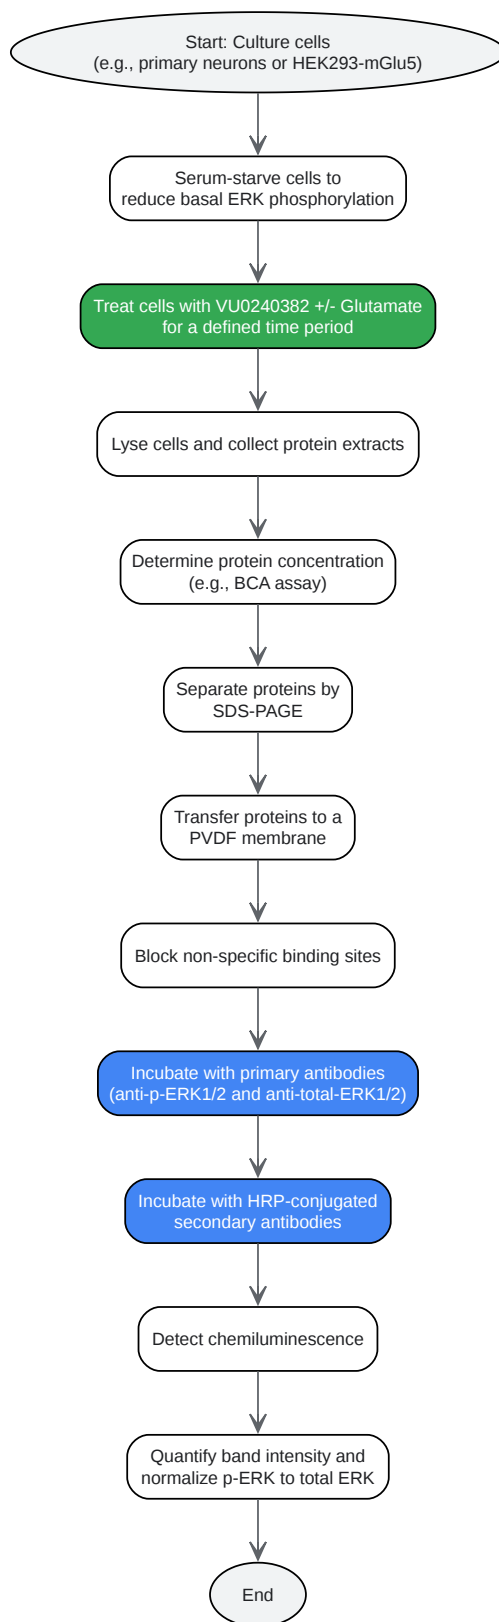 Start: Culture cells
(e.g., primary neurons or HEK293-mGlu5)
Serum-starve cells to
reduce basal ERK phosphorylation
Treat cells with VU0240382 +/- Glutamate
for a defined time period
Lyse cells and collect protein extracts
Determine protein concentration
(e.g., BCA assay)
Separate proteins by
SDS-PAGE
Transfer proteins to a
PVDF membrane
Block non-specific binding sites
Incubate with primary antibodies
(anti-p-ERK1/2 and anti-total-ERK1/2)
Incubate with HRP-conjugated
secondary antibodies
Detect chemiluminescence
Quantify band intensity and
normalize p-ERK to total ERK
End